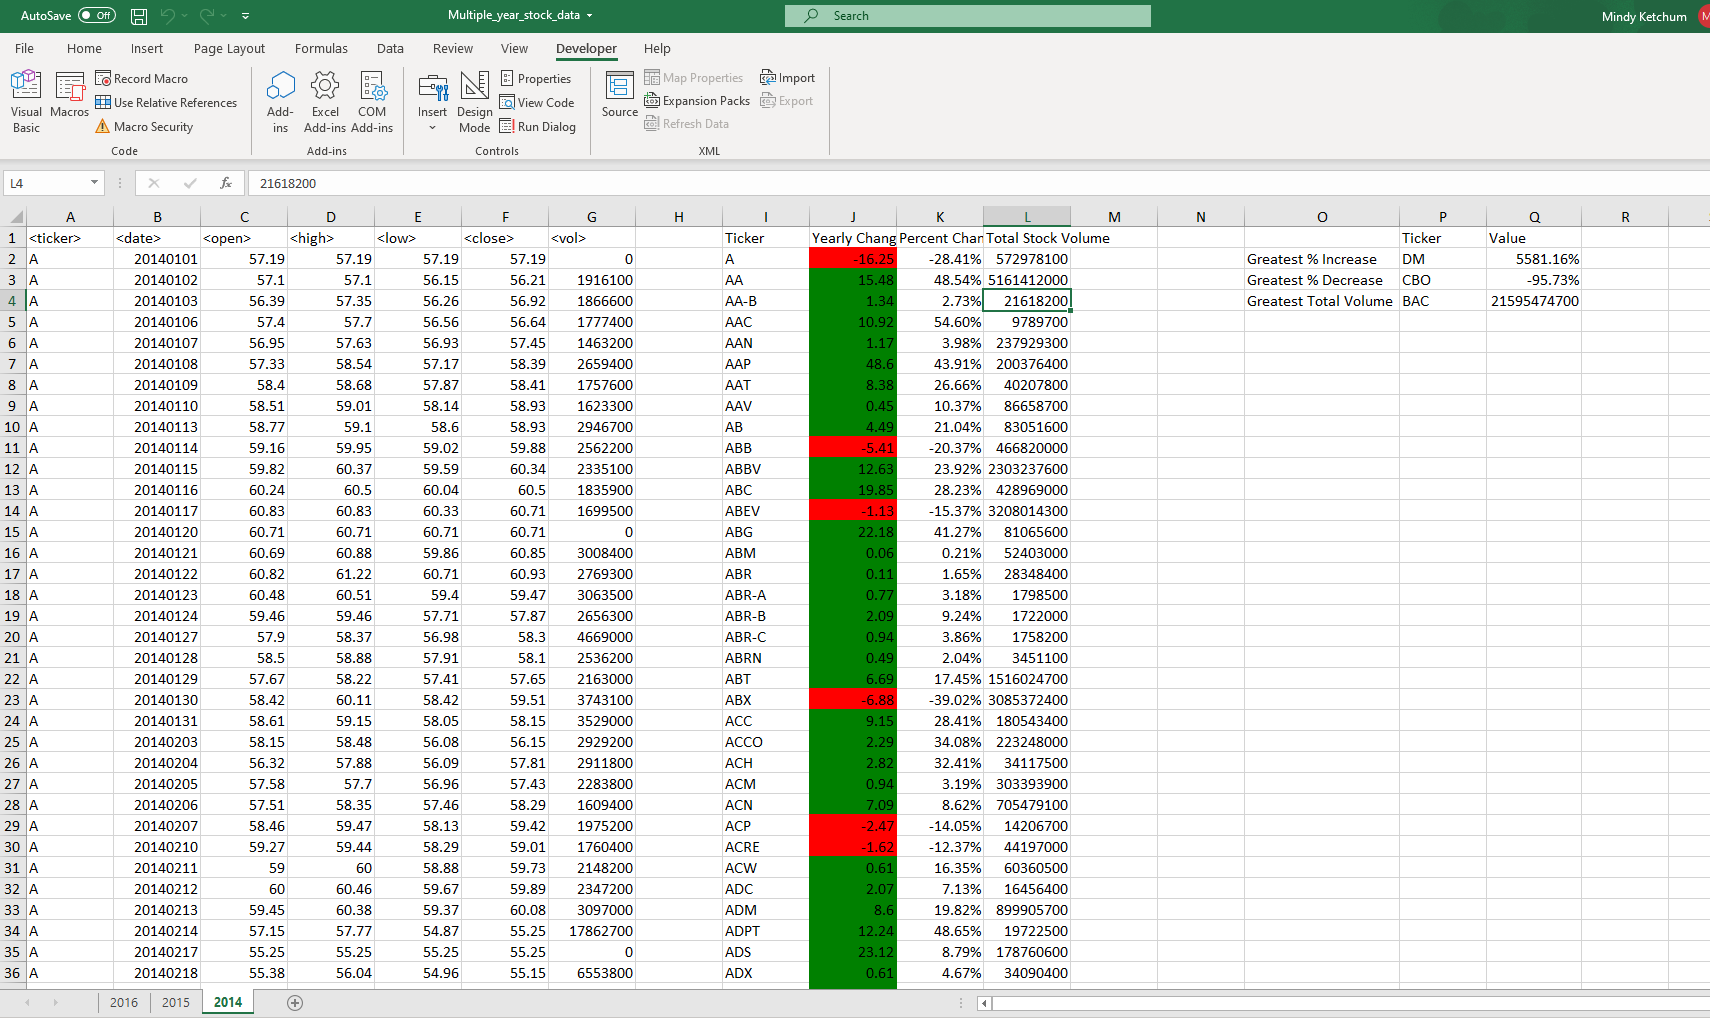 AutoSave Off Multiple_year_stock_data Search Mindy Ketchum M
File Home Insert Page Layout Formulas Data Review View Developer Help
Visual Basic
Macros
Record Macro
Use Relative References
Macro Security
Code
Add-ins
Excel Add-ins
COM Add-ins
Add-ins
Insert
Design Mode
Properties
View Code
Run Dialog
Controls
Source
Map Properties
Expansion Packs
Refresh Data
Import
Export
XML
L4 fx 21618200
A B C D E F G H I J K L M N O P Q R
1 <ticker> <date> <open> <high> <low> <close> <vol> Ticker Yearly Chang Percent Chan Total Stock Volume Ticker Value
2 A 20140101 57.19 57.19 57.19 57.19 0 A -16.25 -28.41% 572978100 Greatest % Increase DM 5581.16%
3 A 20140102 57.1 57.1 56.15 56.21 1916100 AA 15.48 48.54% 5161412000 Greatest % Decrease CBO -95.73%
4 A 20140103 56.39 57.35 56.26 56.92 1866600 AA-B 1.34 2.73% 21618200 Greatest Total Volume BAC 21595474700
5 A 20140106 57.4 57.7 56.56 56.64 1777400 AAC 10.92 54.60% 9789700
6 A 20140107 56.95 57.63 56.93 57.45 1463200 AAN 1.17 3.98% 237929300
7 A 20140108 57.33 58.54 57.17 58.39 2659400 AAP 48.6 43.91% 200376400
8 A 20140109 58.4 58.68 57.87 58.41 1757600 AAT 8.38 26.66% 40207800
9 A 20140110 58.51 59.01 58.14 58.93 1623300 AAV 0.45 10.37% 86658700
10 A 20140113 58.77 59.1 58.6 58.93 2946700 AB 4.49 21.04% 83051600
11 A 20140114 59.16 59.95 59.02 59.88 2562200 ABB -5.41 -20.37% 466820000
12 A 20140115 59.82 60.37 59.59 60.34 2335100 ABBV 12.63 23.92% 2303237600
13 A 20140116 60.24 60.5 60.04 60.5 1835900 ABC 19.85 28.23% 428969000
14 A 20140117 60.83 60.83 60.33 60.71 1699500 ABEV -1.13 -15.37% 3208014300
15 A 20140120 60.71 60.71 60.71 60.71 0 ABG 22.18 41.27% 81065600
16 A 20140121 60.69 60.88 59.86 60.85 3008400 ABM 0.06 0.21% 52403000
17 A 20140122 60.82 61.22 60.71 60.93 2769300 ABR 0.11 1.65% 28348400
18 A 20140123 60.48 60.51 59.4 59.47 3063500 ABR-A 0.77 3.18% 1798500
19 A 20140124 59.46 59.46 57.71 57.87 2656300 ABR-B 2.09 9.24% 1722000
20 A 20140127 57.9 58.37 56.98 58.3 4669000 ABR-C 0.94 3.86% 1758200
21 A 20140128 58.5 58.88 57.91 58.1 2536200 ABRN 0.49 2.04% 3451100
22 A 20140129 57.67 58.22 57.41 57.65 2163000 ABT 6.69 17.45% 1516024700
23 A 20140130 58.42 60.11 58.42 59.51 3743100 ABX -6.88 -39.02% 3085372400
24 A 20140131 58.61 59.15 58.05 58.15 3529000 ACC 9.15 28.41% 180543400
25 A 20140203 58.15 58.48 56.08 56.15 2929200 ACCO 2.29 34.08% 223248000
26 A 20140204 56.32 57.88 56.09 57.81 2911800 ACH 2.82 32.41% 34117500
27 A 20140205 57.58 57.7 56.96 57.43 2283800 ACM 0.94 3.19% 303393900
28 A 20140206 57.51 58.35 57.46 58.29 1609400 ACN 7.09 8.62% 705479100
29 A 20140207 58.46 59.47 58.13 59.42 1975200 ACP -2.47 -14.05% 14206700
30 A 20140210 59.27 59.44 58.29 59.01 1760400 ACRE -1.62 -12.37% 44197000
31 A 20140211 59 60 58.88 59.73 2148200 ACW 0.61 16.35% 60360500
32 A 20140212 60 60.46 59.67 59.89 2347200 ADC 2.07 7.13% 16456400
33 A 20140213 59.45 60.38 59.37 60.08 3097000 ADM 8.6 19.82% 899905700
34 A 20140214 57.15 57.77 54.87 55.25 17862700 ADPT 12.24 48.65% 19722500
35 A 20140217 55.25 55.25 55.25 55.25 0 ADS 23.12 8.79% 178760600
36 A 20140218 55.38 56.04 54.96 55.15 6553800 ADX 0.61 4.67% 34090400
2016 2015 2014